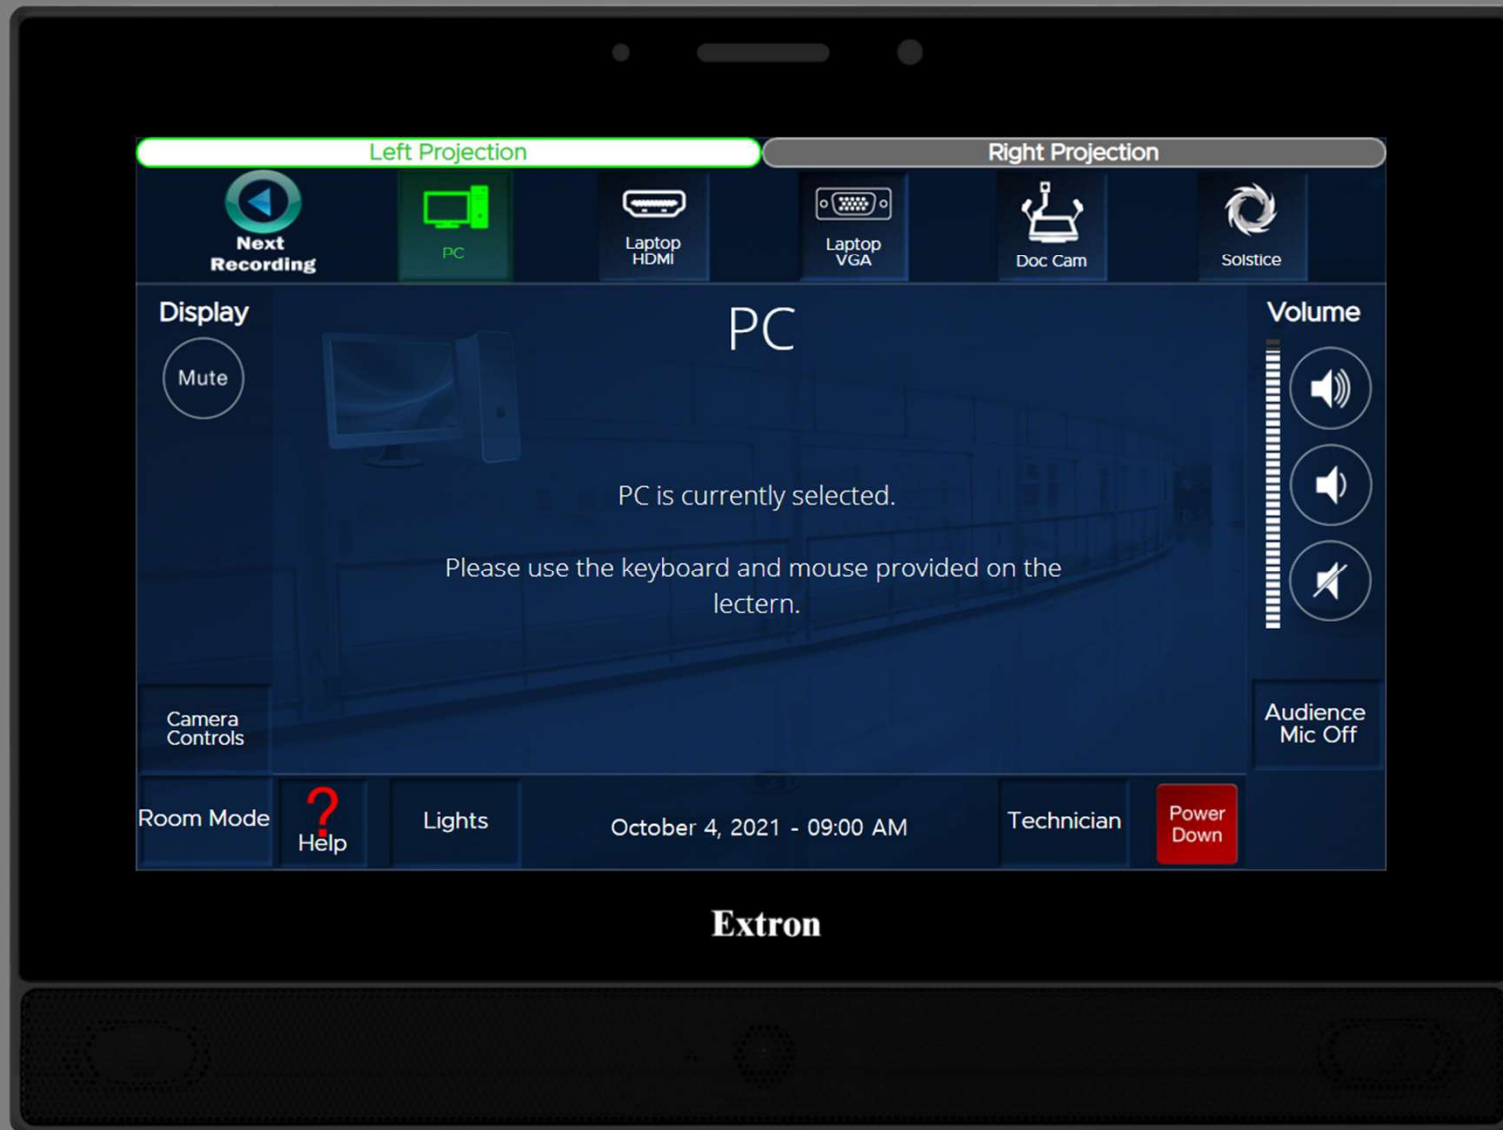 Left Projection
Right Projection
Next
Recording
PC
Laptop
HDMI
Laptop
VGA
Doc Cam
Solstice
Display
Mute
PC
Volume
PC is currently selected.
Please use the keyboard and mouse provided on the
lectern.
Camera
Controls
Audience
Mic Off
Room Mode
?
Help
Lights
October 4, 2021 - 09:00 AM
Technician
Power
Down
Extron